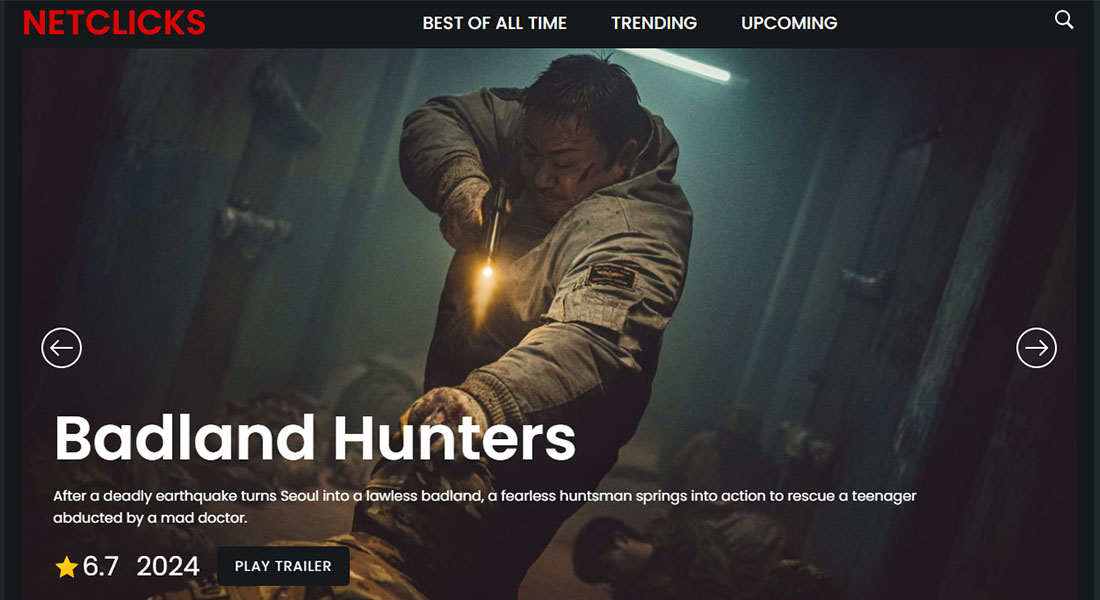 NETCLICKS
BEST OF ALL TIME TRENDING UPCOMING
Badland Hunters
After a deadly earthquake turns Seoul into a lawless badland, a fearless huntsman springs into action to rescue a teenager
abducted by a mad doctor.
6.7 2024 PLAY TRAILER